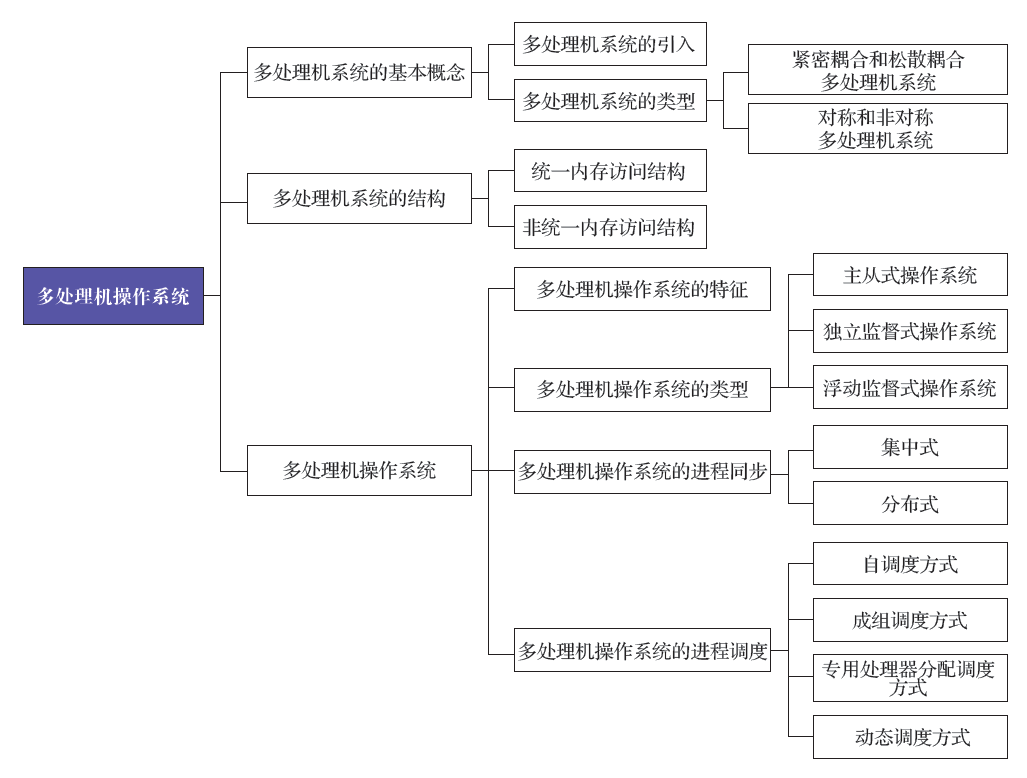 多处理机操作系统
多处理机系统的基本概念
多处理机系统的引入
多处理机系统的类型
紧密耦合和松散耦合
多处理机系统
对称和非对称
多处理机系统
多处理机系统的结构
统一内存访问结构
非统一内存访问结构
多处理机操作系统
多处理机操作系统的特征
多处理机操作系统的类型
主从式操作系统
独立监督式操作系统
浮动监督式操作系统
多处理机操作系统的进程同步
集中式
分布式
多处理机操作系统的进程调度
自调度方式
成组调度方式
专用处理器分配调度
方式
动态调度方式